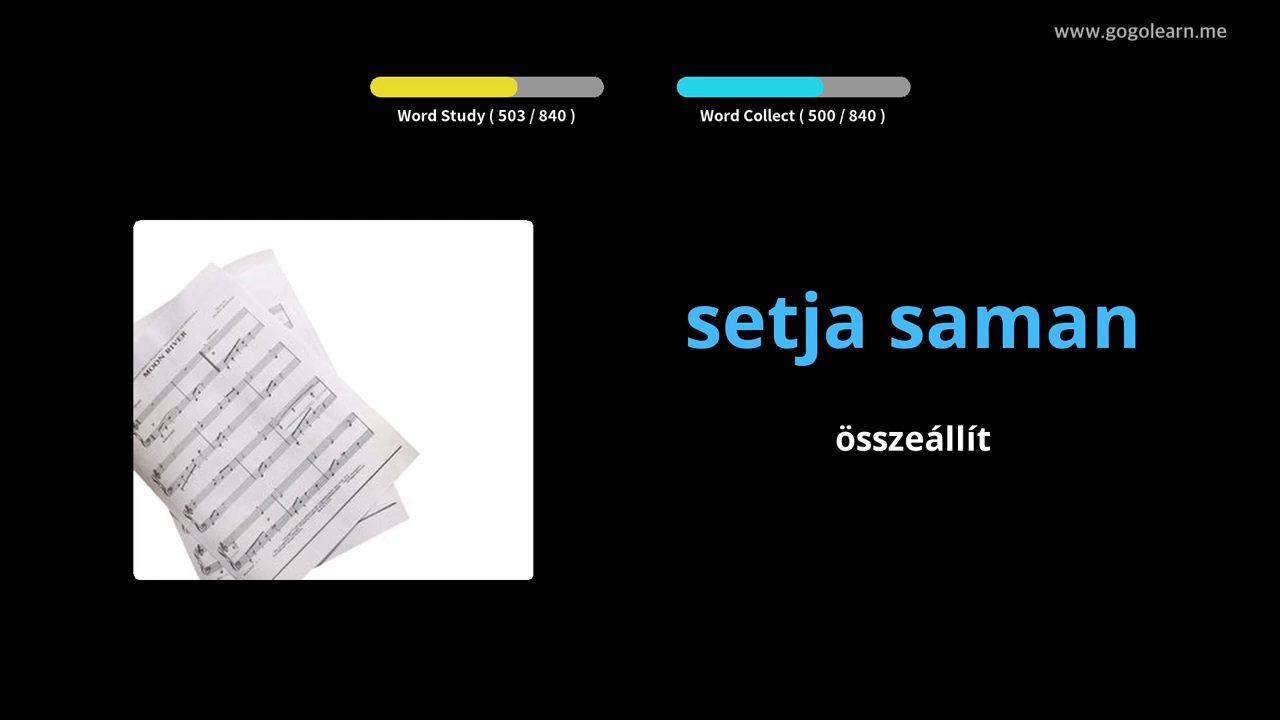 www.gogolearn.me
Word Study ( 503 / 840 )
Word Collect ( 500 / 840 )
MOON RIVER
setja saman
összeállít